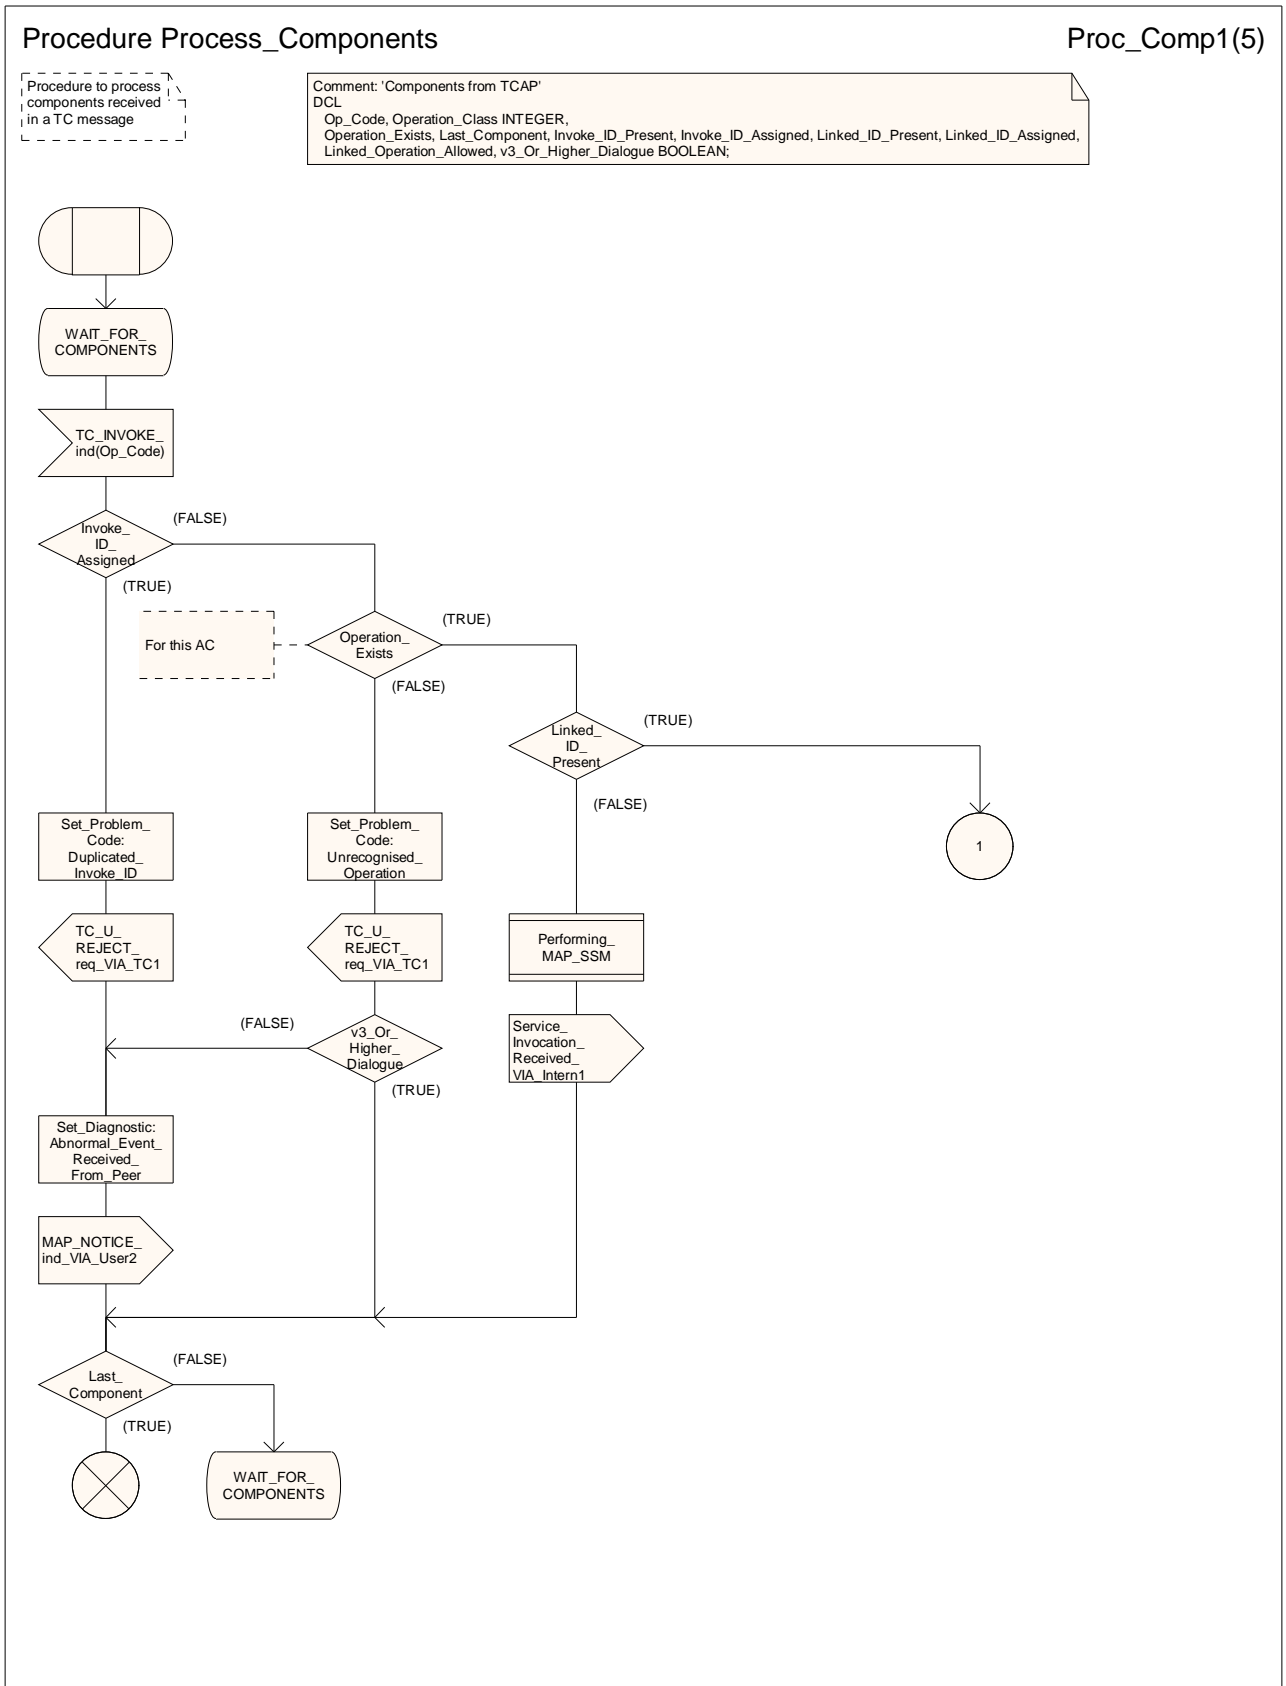 Procedure Process_Components
Proc_Comp1(5)
Procedure to process
components received
in a TC message
Comment: 'Components from TCAP'
DCL
Op_Code, Operation_Class INTEGER,
Operation_Exists, Last_Component, Invoke_ID_Present, Invoke_ID_Assigned, Linked_ID_Present, Linked_ID_Assigned,
Linked_Operation_Allowed, v3_Or_Higher_Dialogue BOOLEAN;
WAIT_FOR_
COMPONENTS
TC_INVOKE_
ind(Op_Code)
Invoke_
ID_
Assigned
(FALSE)
(TRUE)
For this AC
Operation_
Exists
(TRUE)
(FALSE)
Linked_
ID_
Present
(TRUE)
(FALSE)
1
Set_Problem_
Code:
Duplicated_
Invoke_ID
Set_Problem_
Code:
Unrecognised_
Operation
TC_U_
REJECT_
req_VIA_TC1
TC_U_
REJECT_
req_VIA_TC1
Performing_
MAP_SSM
(FALSE)
v3_Or_
Higher_
Dialogue
(TRUE)
Service_
Invocation_
Received_
VIA_Intern1
Set_Diagnostic:
Abnormal_Event_
Received_
From_Peer
MAP_NOTICE_
ind_VIA_User2
Last_
Component
(FALSE)
(TRUE)
WAIT_FOR_
COMPONENTS